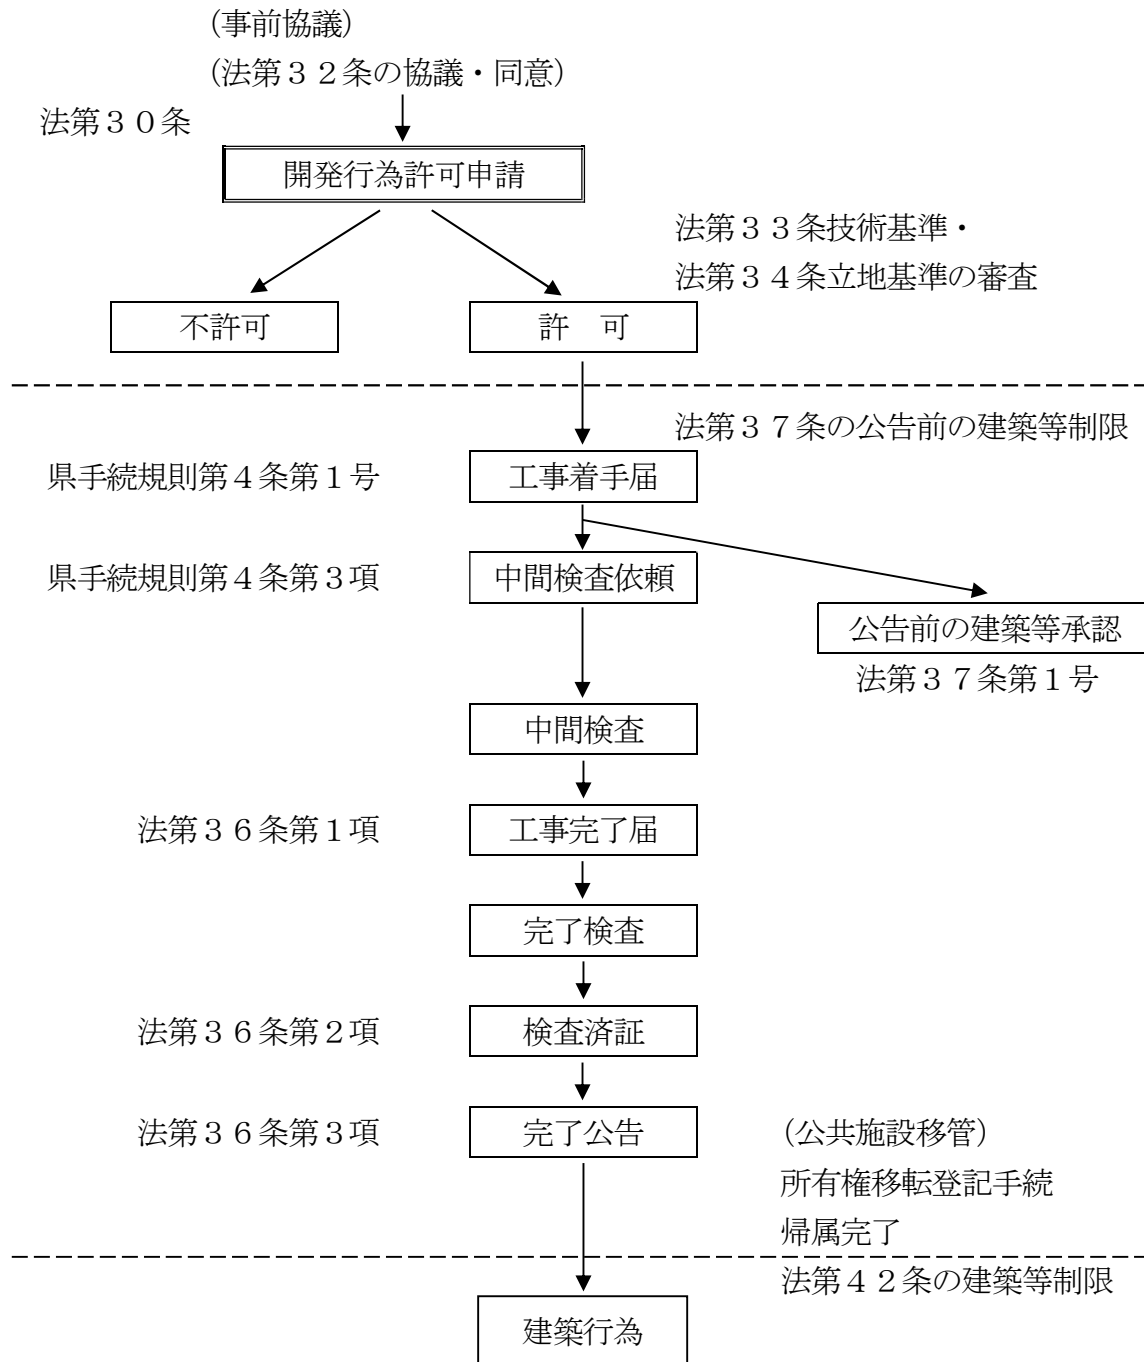 (事前協議)
(法第３２条の協議・同意)
法第３０条
開発行為許可申請
法第３３条技術基準・
法第３４条立地基準の審査
不許可
許　可
法第３７条の公告前の建築等制限
県手続規則第４条第１号
工事着手届
県手続規則第４条第３項
中間検査依頼
公告前の建築等承認
法第３７条第１号
中間検査
法第３６条第１項
工事完了届
完了検査
法第３６条第２項
検査済証
法第３６条第３項
完了公告
(公共施設移管)
所有権移転登記手続
帰属完了
法第４２条の建築等制限
建築行為